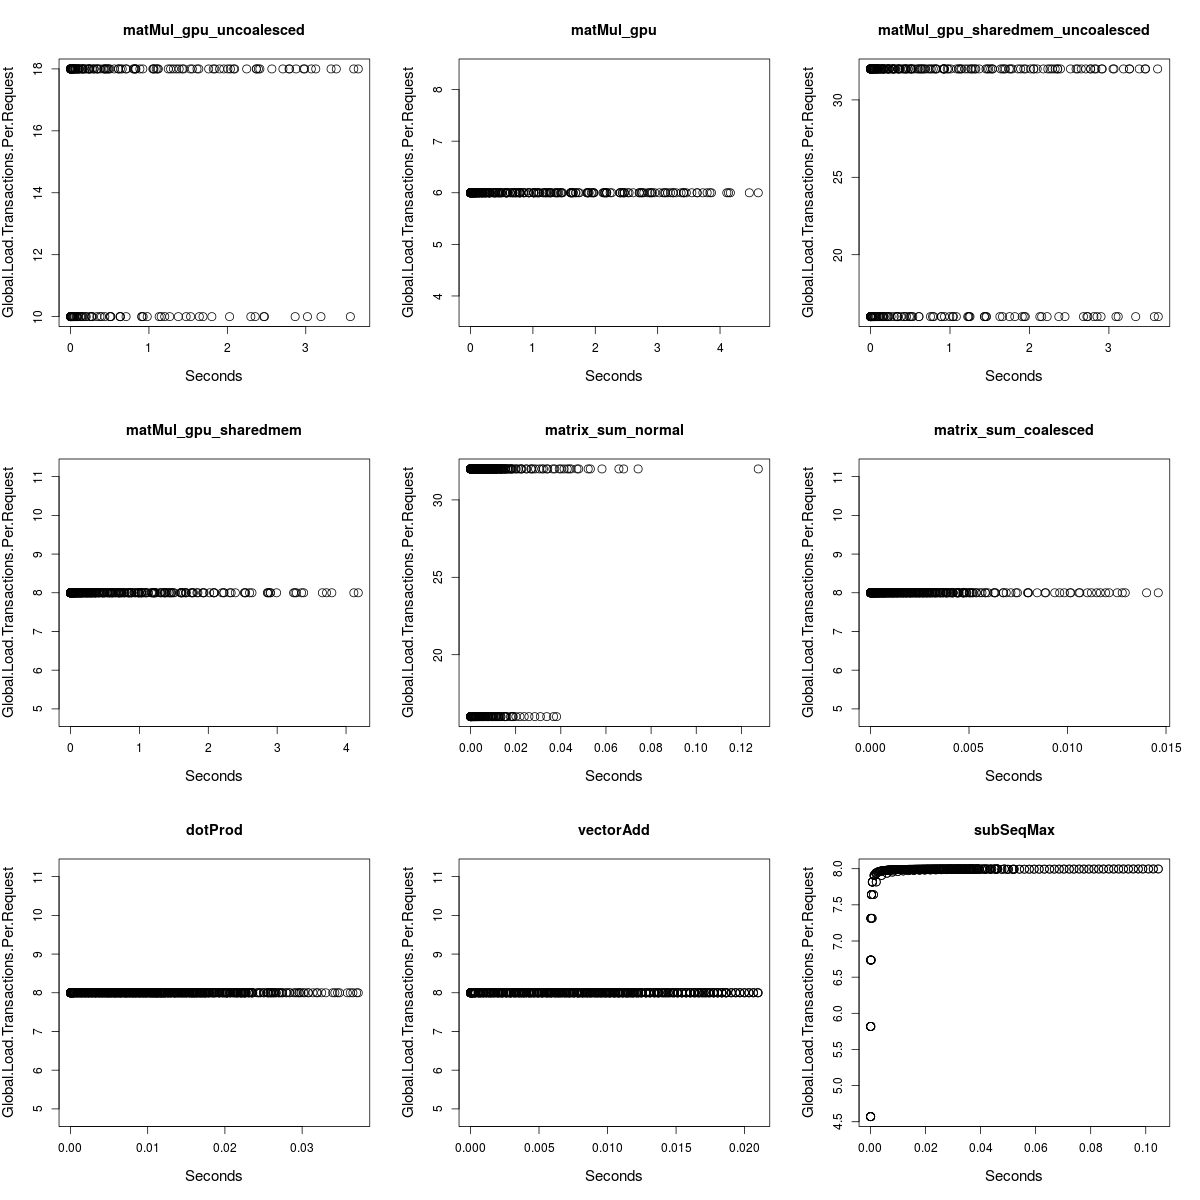 matMul_gpu_uncoalesced
Global.Load.Transactions.Per.Request
10 12 14 16 18
0 1 2 3
Seconds
matMul_gpu
Global.Load.Transactions.Per.Request
4 5 6 7 8
0 1 2 3 4
Seconds
matMul_gpu_sharedmem_uncoalesced
Global.Load.Transactions.Per.Request
20 25 30
0 1 2 3
Seconds
matMul_gpu_sharedmem
Global.Load.Transactions.Per.Request
5 6 7 8 9 10 11
0 1 2 3 4
Seconds
matrix_sum_normal
Global.Load.Transactions.Per.Request
20 25 30
0.00 0.02 0.04 0.06 0.08 0.10 0.12
Seconds
matrix_sum_coalesced
Global.Load.Transactions.Per.Request
5 6 7 8 9 10 11
0.000 0.005 0.010 0.015
Seconds
dotProd
Global.Load.Transactions.Per.Request
5 6 7 8 9 10 11
0.00 0.01 0.02 0.03
Seconds
vectorAdd
Global.Load.Transactions.Per.Request
5 6 7 8 9 10 11
0.000 0.005 0.010 0.015 0.020
Seconds
subSeqMax
Global.Load.Transactions.Per.Request
4.5 5.0 5.5 6.0 6.5 7.0 7.5 8.0
0.00 0.02 0.04 0.06 0.08 0.10
Seconds